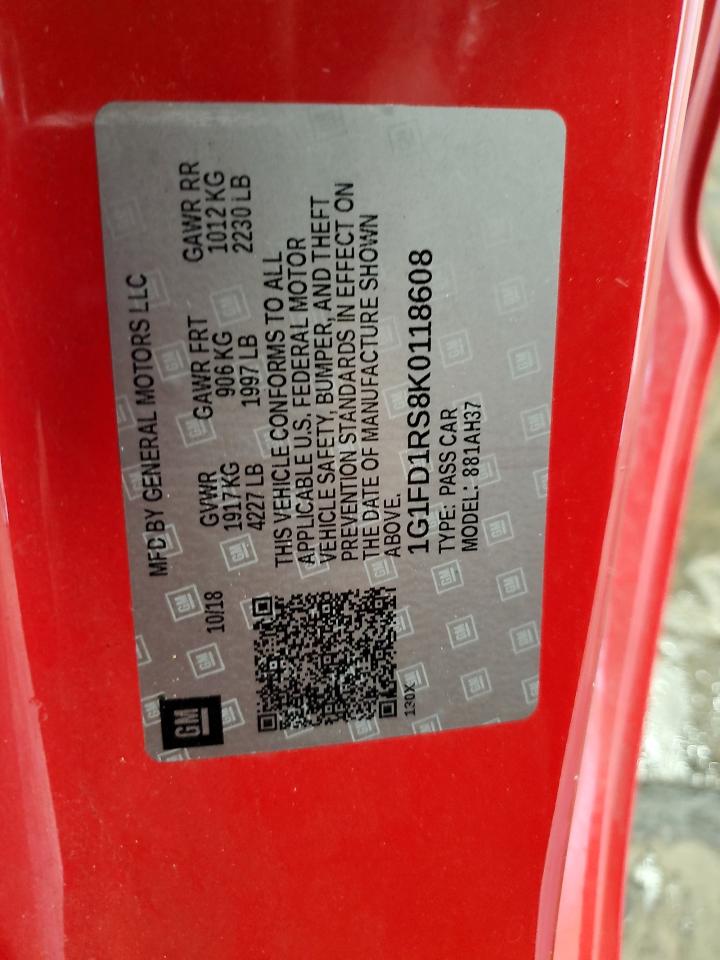 GM
MFD BY GENERAL MOTORS LLC
10/18
GVWR GAWR FRT GAWR RR
1917 KG 906 KG 1012 KG
4227 LB 1997 LB 2230 LB
THIS VEHICLE CONFORMS TO ALL
APPLICABLE U.S. FEDERAL MOTOR
VEHICLE SAFETY, BUMPER, AND THEFT
PREVENTION STANDARDS IN EFFECT ON
THE DATE OF MANUFACTURE SHOWN
ABOVE.
1G1FD1RS8K0118608
TYPE: PASS CAR
MODEL: 881AH37
130X